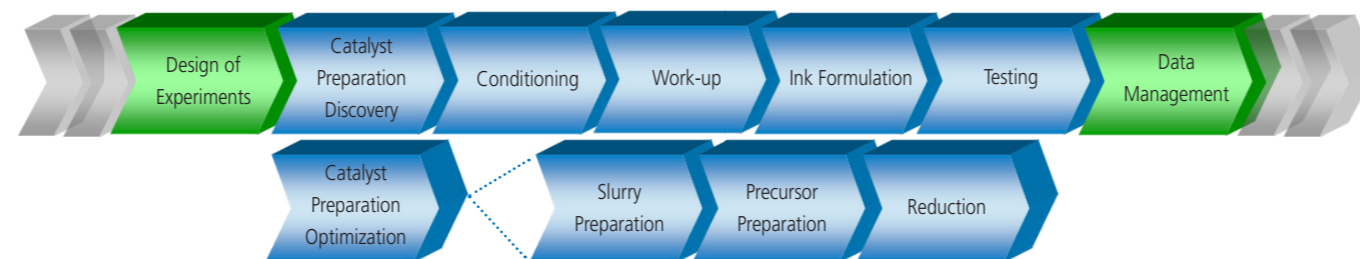 Design of
Experiments
Catalyst
Preparation
Discovery
Conditioning
Work-up
Ink Formulation
Testing
Data
Management
Catalyst
Preparation
Optimization
Slurry
Preparation
Precursor
Preparation
Reduction